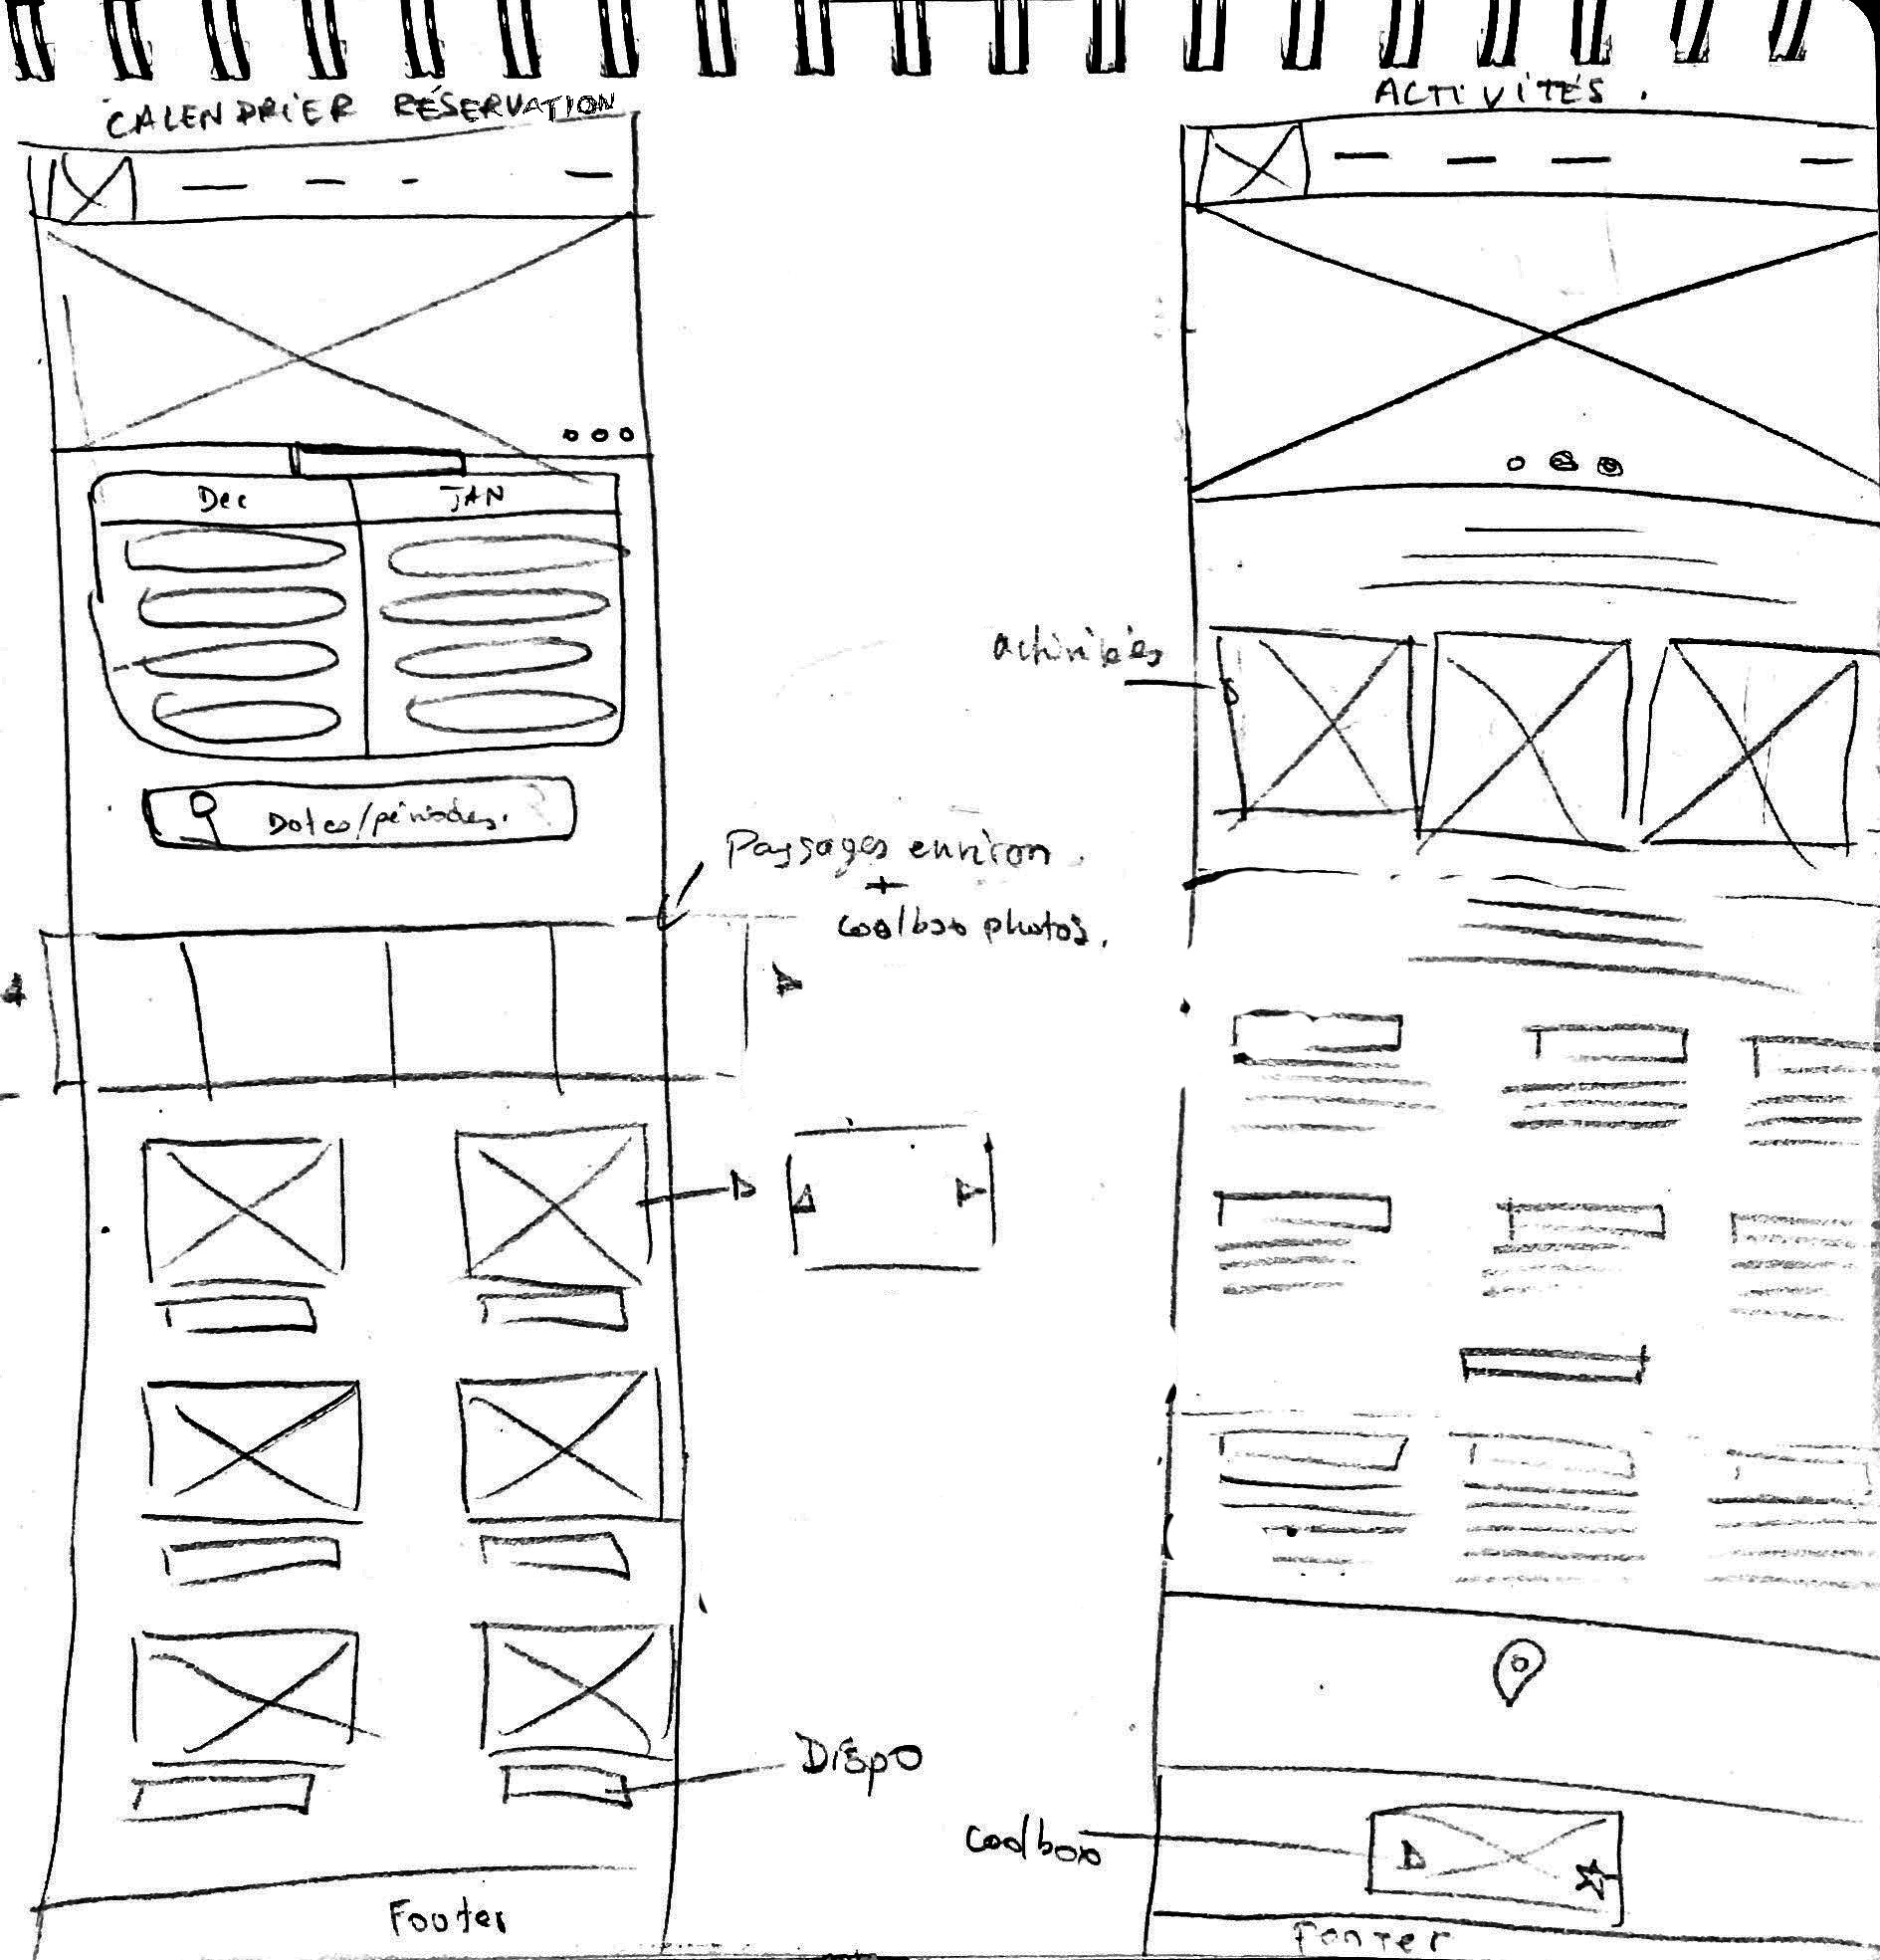 CALENDRIER RÉSERVATION
Dec
JAN
Dates/périodes.
Paysages environ.
+
coolbox photos.
Dispo
Footer
ACTIVITÉS.
activités
coolbox
Footer